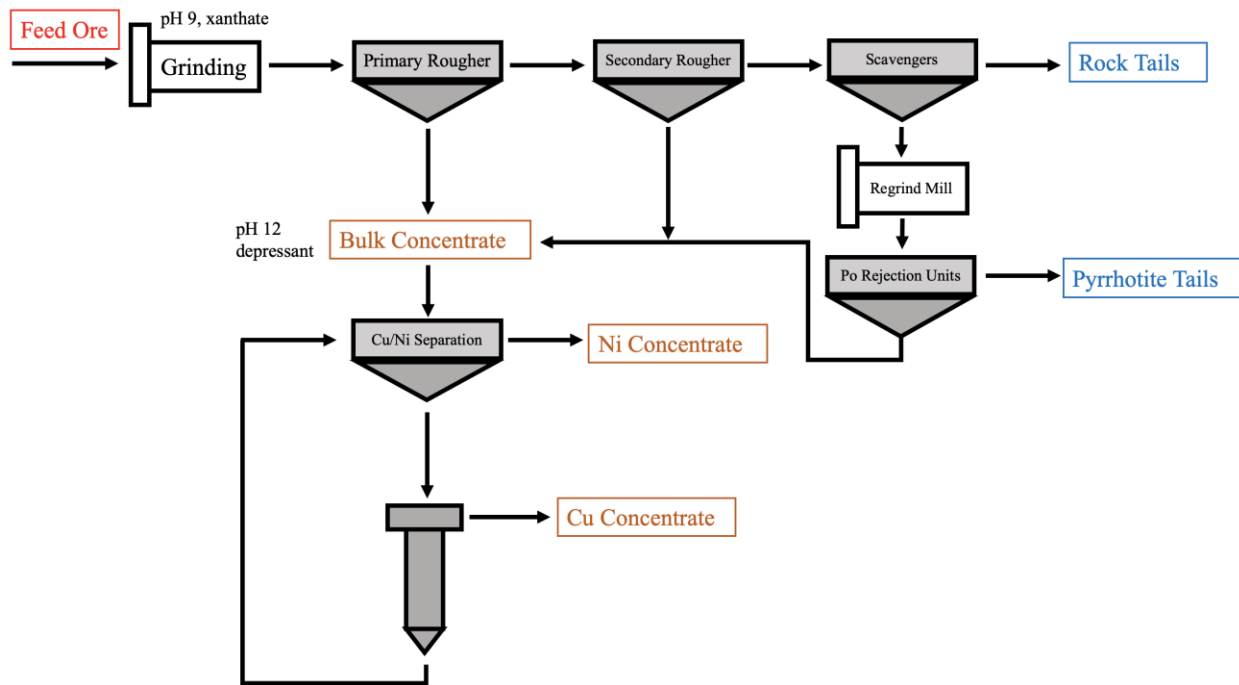 pH 9, xanthate
Feed Ore
Grinding
Primary Rougher
Secondary Rougher
Scavengers
Rock Tails
Regrind Mill
pH 12
depressant
Bulk Concentrate
Po Rejection Units
Pyrrhotite Tails
Cu/Ni Separation
Ni Concentrate
Cu Concentrate